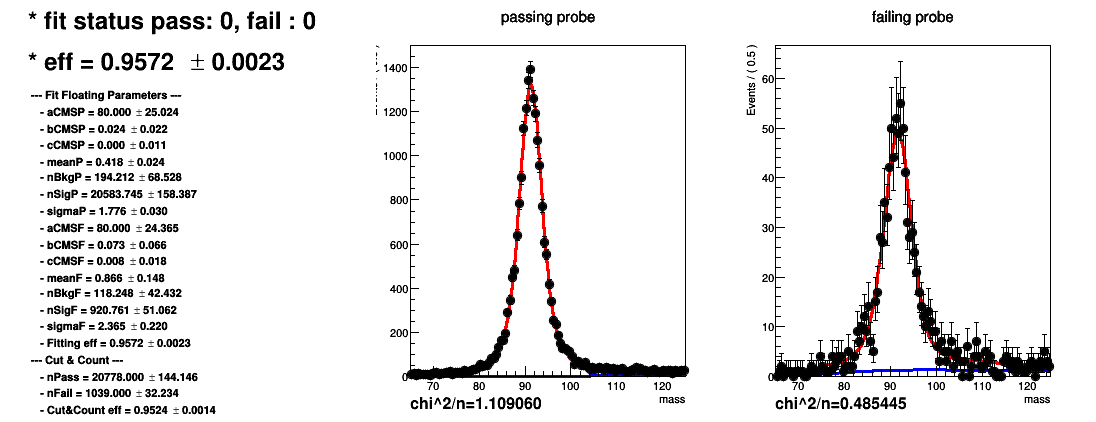 * fit status pass: 0, fail : 0
* eff = 0.9572 ± 0.0023
--- Fit Floating Parameters ---
- aCMSP = 80.000 ± 25.024
- bCMSP = 0.024 ± 0.022
- cCMSP = 0.000 ± 0.011
- meanP = 0.418 ± 0.024
- nBkgP = 194.212 ± 68.528
- nSigP = 20583.745 ± 158.387
- sigmaP = 1.776 ± 0.030
- aCMSF = 80.000 ± 24.365
- bCMSF = 0.073 ± 0.066
- cCMSF = 0.008 ± 0.018
- meanF = 0.866 ± 0.148
- nBkgF = 118.248 ± 42.432
- nSigF = 920.761 ± 51.062
- sigmaF = 2.365 ± 0.220
- Fitting eff = 0.9572 ± 0.0023
--- Cut & Count ---
- nPass = 20778.000 ± 144.146
- nFail = 1039.000 ± 32.234
- Cut&Count eff = 0.9524 ± 0.0014
passing probe
1400
1200
1000
800
600
400
200
0
70 80 90 100 110 120
mass
chi^2/n=1.109060
failing probe
Events / ( 0.5 )
60
50
40
30
20
10
0
70 80 90 100 110 120
mass
chi^2/n=0.485445